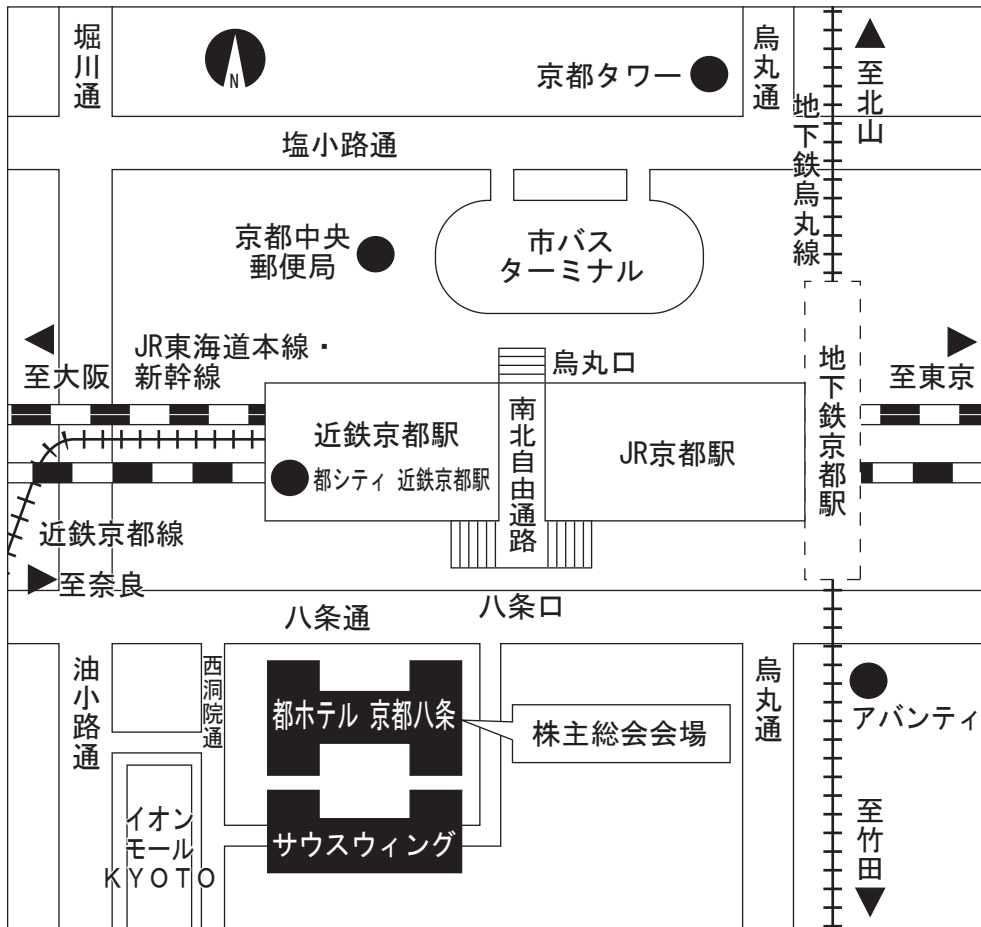 堀川通
N
京都タワー
烏丸通
至北山
地下鉄烏丸線
塩小路通
京都中央
郵便局
市バス
ターミナル
至大阪
JR東海道本線・
新幹線
烏丸口
至東京
地下鉄京都駅
近鉄京都駅
都シティ 近鉄京都駅
南北自由通路
JR京都駅
近鉄京都線
至奈良
八条通
八条口
油小路通
西洞院通
都ホテル 京都八条
株主総会会場
烏丸通
アバンティ
イオン
モール
KYOTO
サウスウィング
至竹田